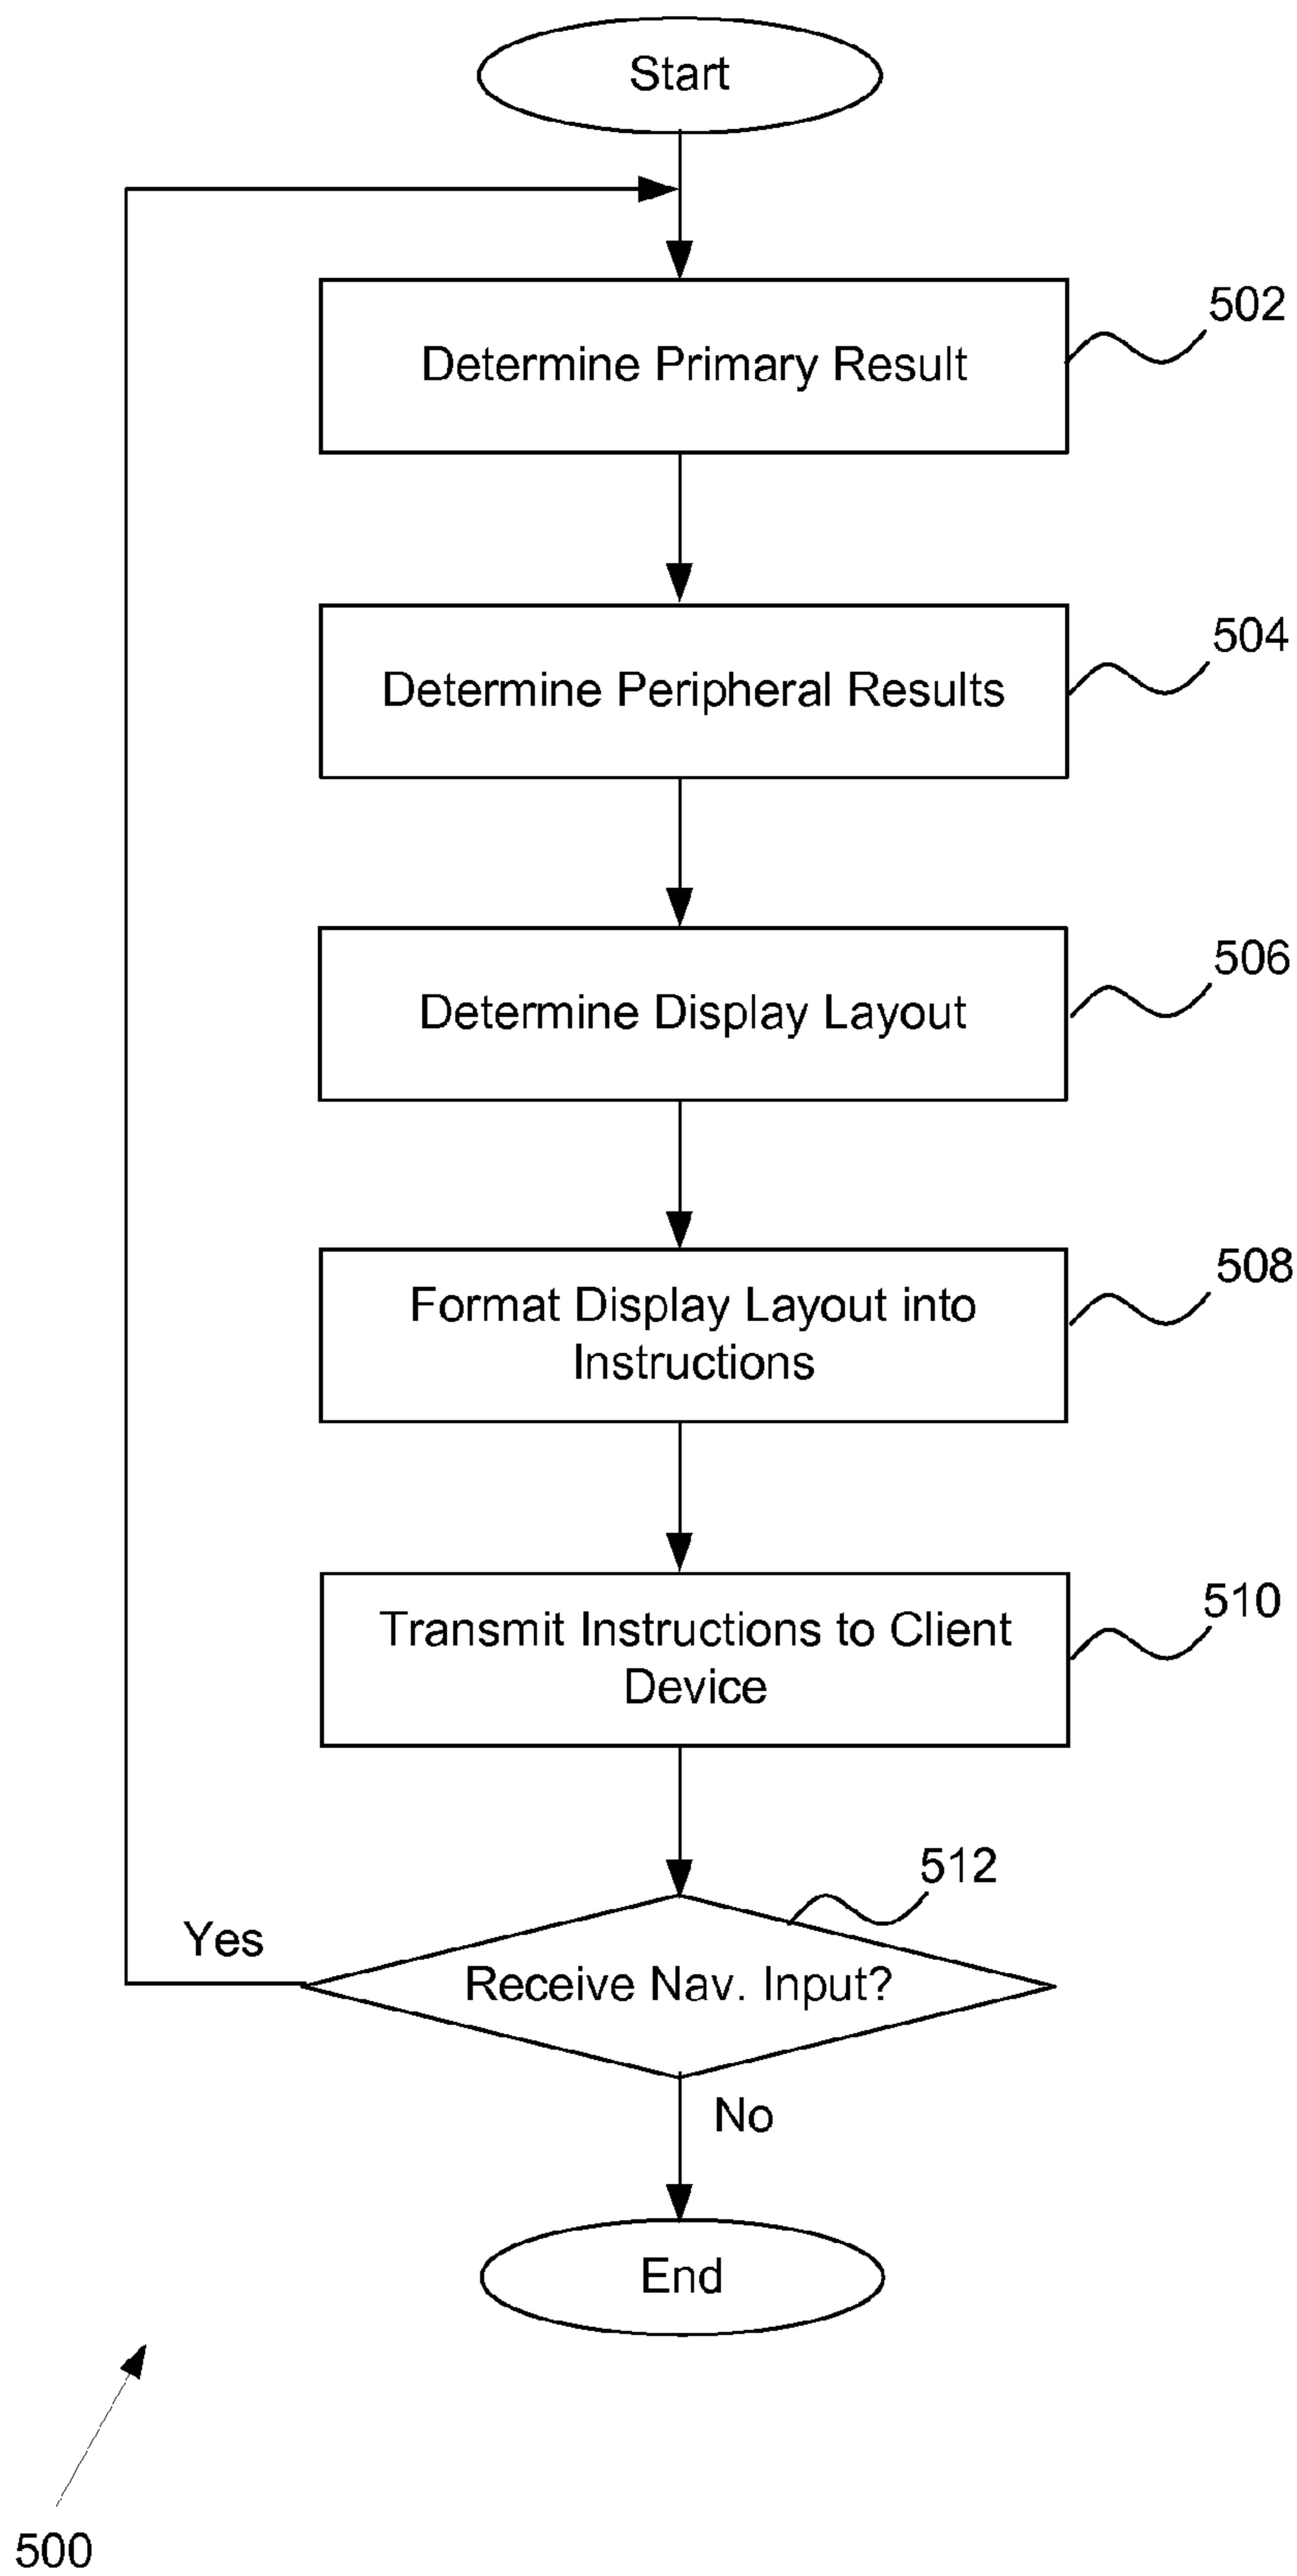 Start
502
Determine Primary Result
504
Determine Peripheral Results
506
Determine Display Layout
508
Format Display Layout into
Instructions
510
Transmit Instructions to Client
Device
512
Yes
Receive Nav. Input?
No
End
500